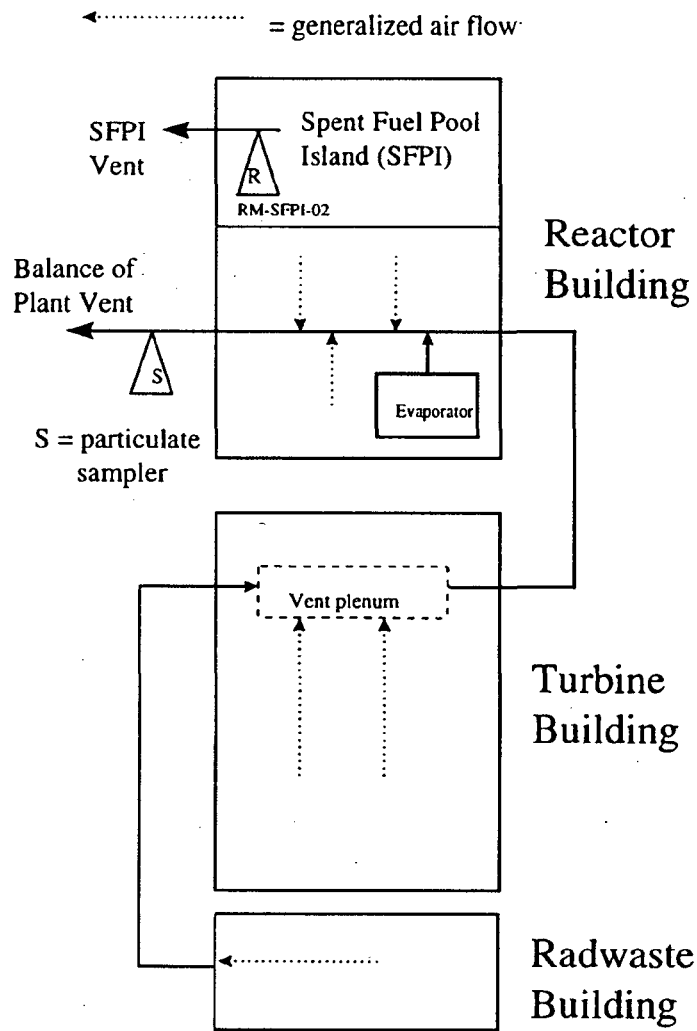 = generalized air flow
SFPI
Vent
Spent Fuel Pool
Island (SFPI)
R
RM-SFPI-02
Reactor
Building
Balance of
Plant Vent
S
Evaporator
S = particulate
sampler
Vent plenum
Turbine
Building
Radwaste
Building